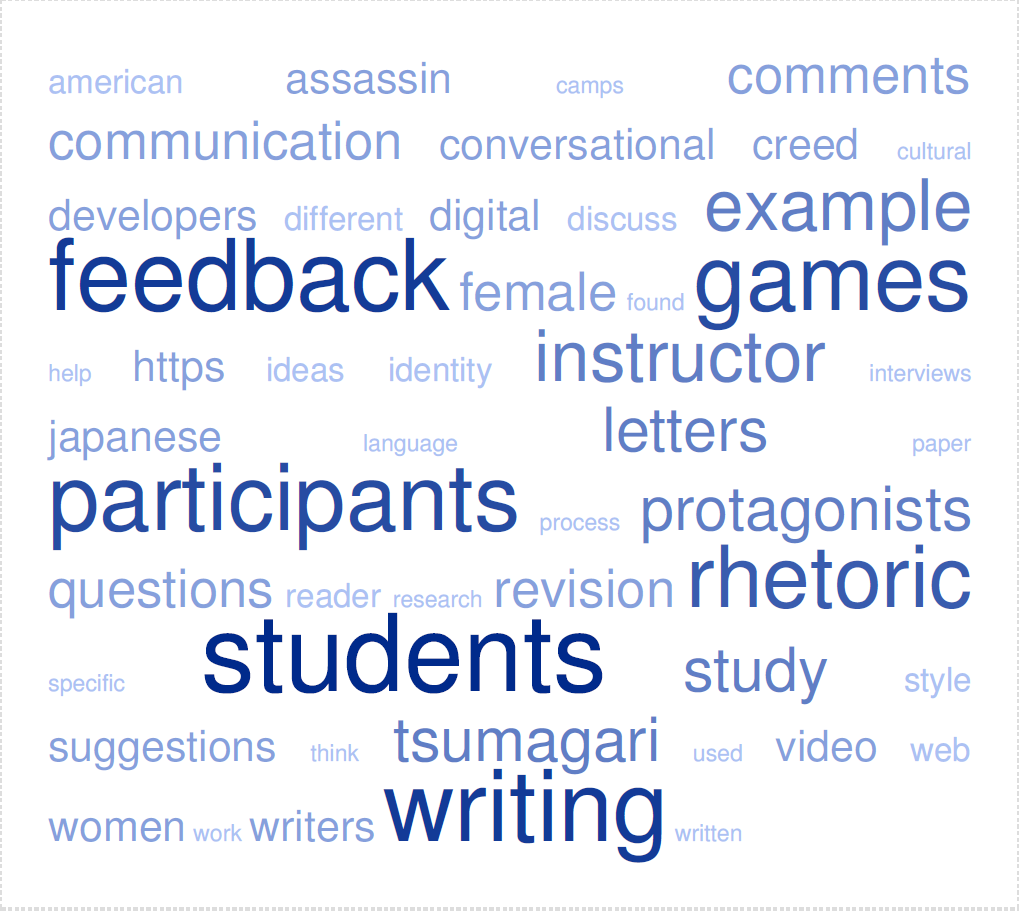 american assassin camps comments
communication conversational creed cultural
developers different digital discuss example
feedback female found games
help https ideas identity instructor interviews
japanese language letters paper
participants process protagonists
questions reader research revision rhetoric
specific students study style
suggestions think tsumagari used video web
women work writers writing written